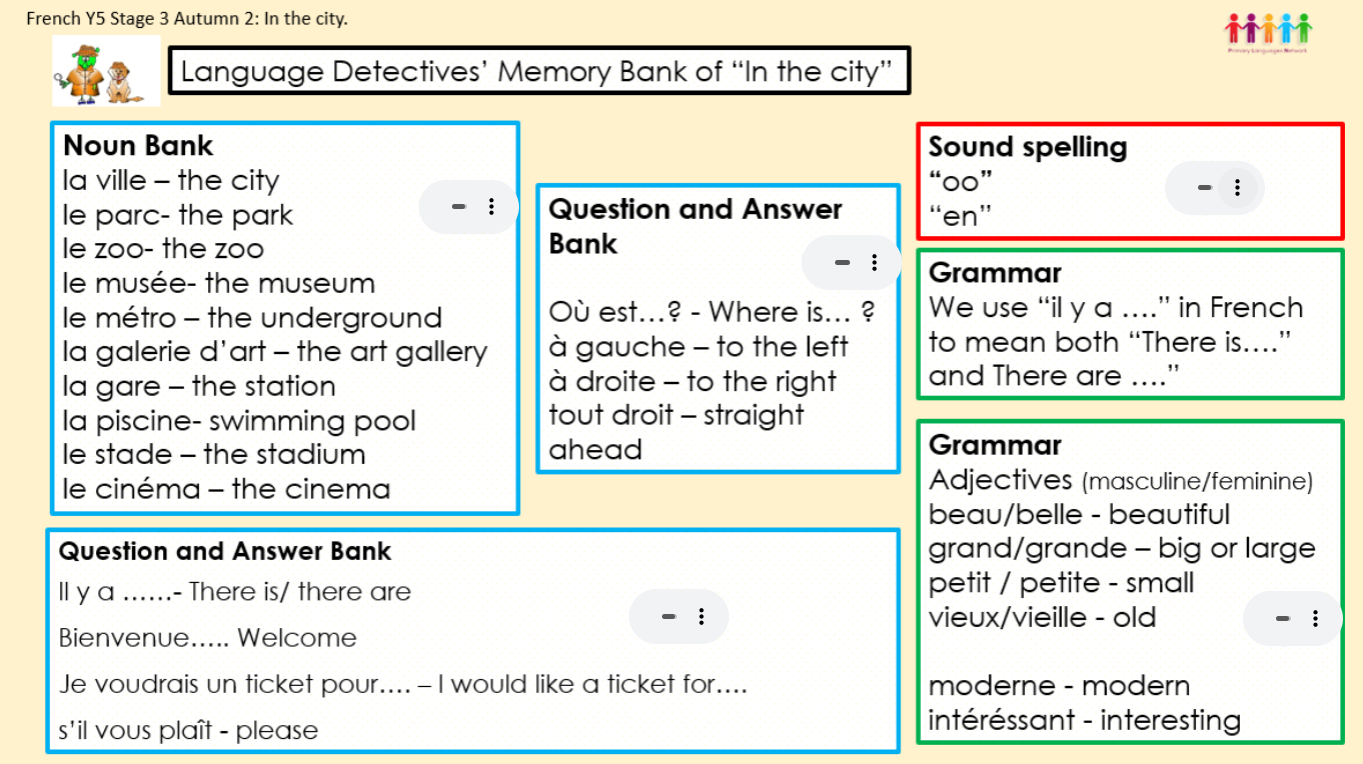 French Y5 Stage 3 Autumn 2: In the city.
Primary Languages Network
Language Detectives’ Memory Bank of “In the city”
Noun Bank
la ville – the city
le parc- the park
le zoo- the zoo
le musée- the museum
le métro – the underground
la galerie d’art – the art gallery
la gare – the station
la piscine- swimming pool
le stade – the stadium
le cinéma – the cinema
Question and Answer
Bank
Où est…? - Where is… ?
à gauche – to the left
à droite – to the right
tout droit – straight
ahead
Sound spelling
“oo”
“en”
Grammar
We use “il y a ….” in French
to mean both “There is….”
and There are ….”
Grammar
Adjectives (masculine/feminine)
beau/belle - beautiful
grand/grande – big or large
petit / petite - small
vieux/vieille - old
moderne - modern
intéréssant - interesting
Question and Answer Bank
Il y a ……- There is/ there are
Bienvenue….. Welcome
Je voudrais un ticket pour…. – I would like a ticket for….
s’il vous plaît - please